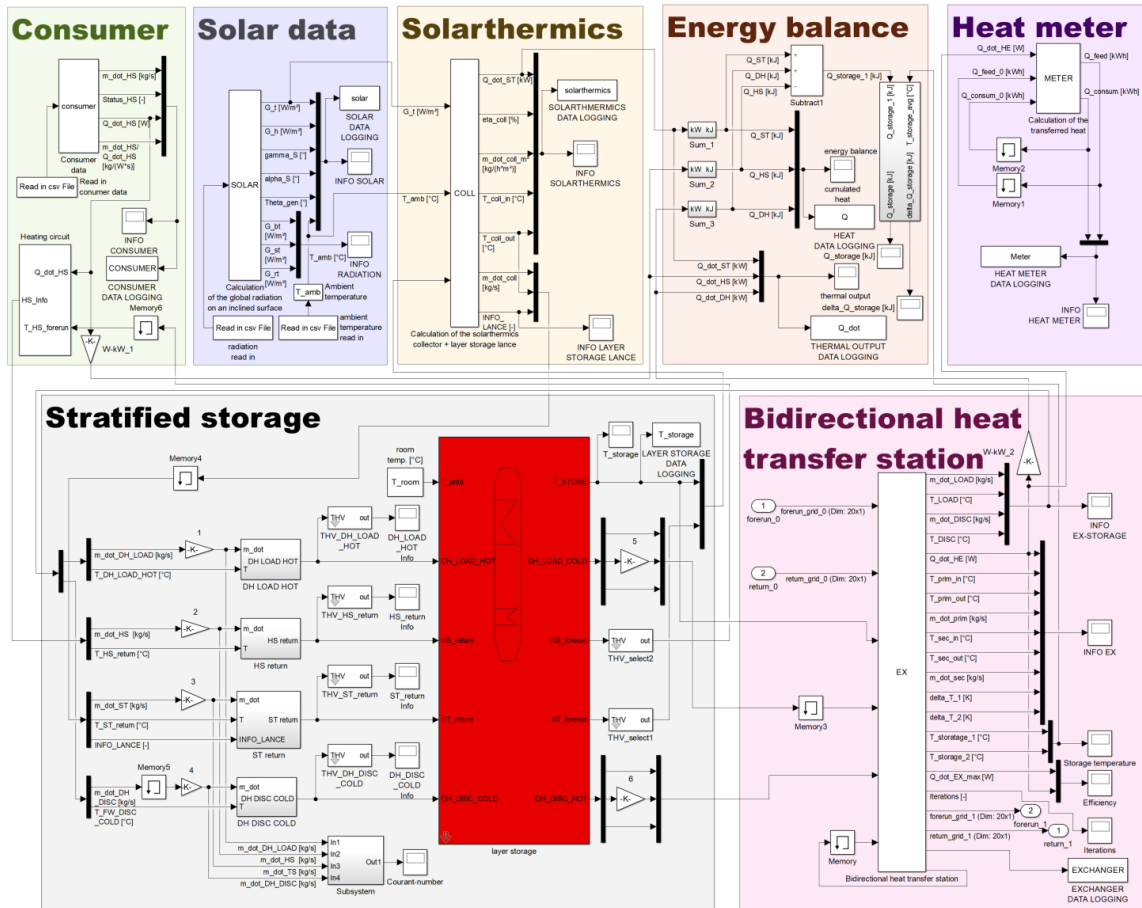 Consumer
m_dot_HS [kg/s]
Status_HS [-]
consumer
Q_dot_HS [W]
m_dot_HS/
Q_dot_HS
[kg/(W*s)]
Consumer
data
Read in csv File
Read in
conumer data
INFO
CONSUMER
Heating circuit
Q_dot_HS
CONSUMER
CONSUMER
DATA LOGGING
HS_Info
Memory6
T_HS_forerun
-K-
W-kW_1
Solar data
G_t [W/m²]
solar
SOLAR
DATA
LOGGING
G_h [W/m²]
gamma_S [°]
INFO SOLAR
alpha_S [°]
SOLAR
Theta_gen [°]
G_bt
[W/m²]
G_st
[W/m²]
T_amb [°C]
INFO
RADIATION
G_rt
[W/m²]
Calculation
of the global radiation
on an inclined surface
T_amb
Ambient
temperature
Read in csv File
Read in csv File
radiation
read in
ambient
temperature
read in
Solarthermics
Q_dot_ST [kW]
G_t [W/m²]
solarthermics
SOLARTHMERMICS
DATA LOGGING
eta_coll [%]
m_dot_coll_m²
[kg/(h*m²)]
INFO
SOLARTHERMICS
COLL
T_amb [°C]
T_coll_in [°C]
T_coll_out
[°C]
m_dot_coll
[kg/s]
INFO_
LANCE [-]
Calculation of the solarthermics
collector + layer storage lance
INFO LAYER
STORAGE LANCE
Energy balance
Q_ST [kJ]
Q_DH [kJ]
Q_HS [kJ]
Q_storage_1 [kJ]
Subtract1
kW kJ
Sum_1
Q_ST [kJ]
kW kJ
Sum_2
Q_HS [kJ]
kW kJ
Sum_3
Q_DH [kJ]
energy balance
cumulated
heat
Q
HEAT
DATA LOGGING
Q_storage_1 [kJ]
T_storage_avg [°C]
Q_storage [kJ]
delta_Q_storage [kJ]
Q_storage [kJ]
Q_dot_ST [kW]
Q_dot_HS [kW]
Q_dot_DH [kW]
thermal output
delta_Q_storage [kJ]
Q_dot
THERMAL OUTPUT
DATA LOGGING
Heat meter
Q_dot_HE [W]
Q_feed [kWh]
Q_feed_0 [kWh]
METER
Q_consum [kWh]
Q_consum_0 [kWh]
Calculation of the
transferred heat
Memory2
Memory1
Meter
HEAT METER
DATA LOGGING
INFO
HEAT METER
Stratified storage
Memory4
room
temp. [°C]
T_room
T_amb
T_STORE
T_storage
T_storage
LAYER STORAGE
DATA
LOGGING
1
m_dot_DH_LOAD [kg/s]
-K-
T_DH_LOAD_HOT [°C]
m_dot
DH LOAD HOT
T
DH LOAD HOT
THV out
THV_DH_LOAD
_HOT
DH_LOAD
_HOT
Info
DH_LOAD_HOT
DH_LOAD_COLD
5
-K-
2
m_dot_HS [kg/s]
-K-
T_HS_return [°C]
m_dot
HS return
T
HS return
THV out
THV_HS_return
HS_return
Info
HS_return
HS_forerun
THV out
THV_select2
3
m_dot_ST [kg/s]
-K-
T_ST_return [°C]
INFO_LANCE [-]
m_dot
T
ST return
INFO_LANCE
ST return
THV out
THV_ST_return
ST_return
Info
ST_return
ST_forerun
THV out
THV_select1
Memory5
4
-K-
m_dot_DH
_DISC [kg/s]
T_FW_DISC
_COLD [°C]
m_dot
DH DISC COLD
T
DH DISC COLD
THV out
THV_DH_DISC
_COLD
DH_DISC
_COLD
Info
DH_DISC_COLD
DH_DISC_HOT
6
-K-
layer storage
m_dot_DH_LOAD [kg/s]
m_dot_HS [kg/s]
m_dot_TS [kg/s]
m_dot_DH_DISC [kg/s]
In1
In2
In3
In4
Out1
Subsystem
Courant-number
Bidirectional heat
transfer station
W-kW_2
-K-
1
forerun_0
forerun_grid_0 (Dim: 20x1)
2
return_0
return_grid_0 (Dim: 20x1)
Memory3
Memory
EX
Bidirectional heat transfer station
m_dot_LOAD [kg/s]
T_LOAD [°C]
m_dot_DISC [kg/s]
T_DISC [°C]
INFO
EX-STORAGE
Q_dot_HE [W]
T_prim_in [°C]
T_prim_out [°C]
m_dot_prim [kg/s]
T_sec_in [°C]
T_sec_out [°C]
INFO EX
m_dot_sec [kg/s]
delta_T_1 [K]
delta_T_2 [K]
T_storatage_1 [°C]
T_storage_2 [°C]
Storage temperature
Q_dot_EX_max [W]
Efficiency
Iterations [-]
forerun_grid_1 (Dim: 20x1)
2
forerun_1
return_grid_1 (Dim: 20x1)
1
return_1
Iterations
EXCHANGER
EXCHANGER
DATA LOGGING